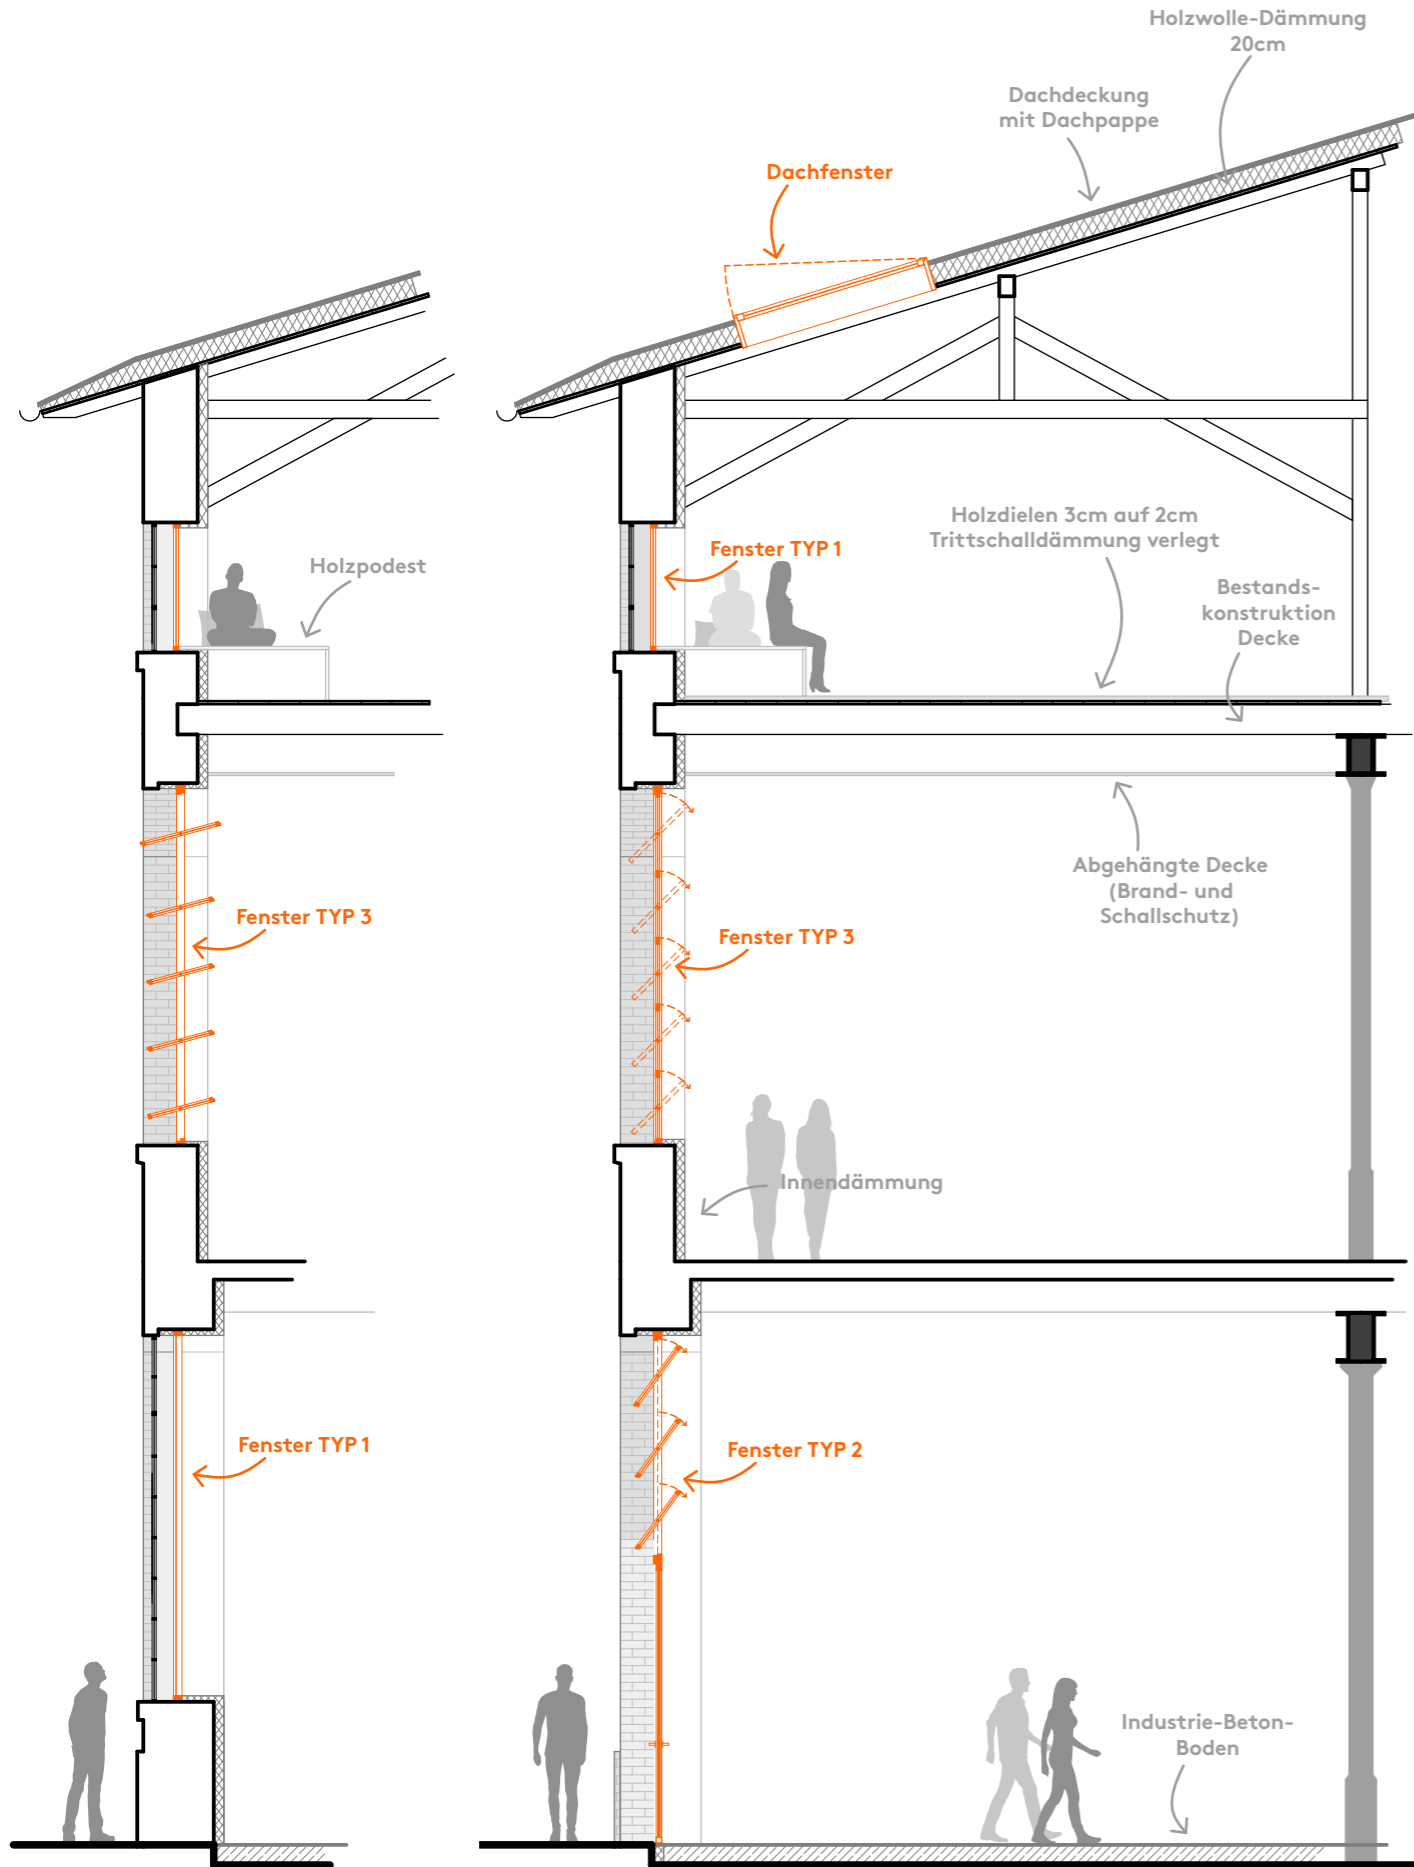 Holzwolle-Dämmung
20cm
Dachdeckung
mit Dachpappe
Dachfenster
Holzdielen 3cm auf 2cm
Trittschalldämmung verlegt
Fenster TYP 1
Holzpodest
Bestands-
konstruktion
Decke
Abgehängte Decke
(Brand- und
Schallschutz)
Fenster TYP 3
Fenster TYP 3
Innendämmung
Fenster TYP 1
Fenster TYP 2
Industrie-Beton-
Boden